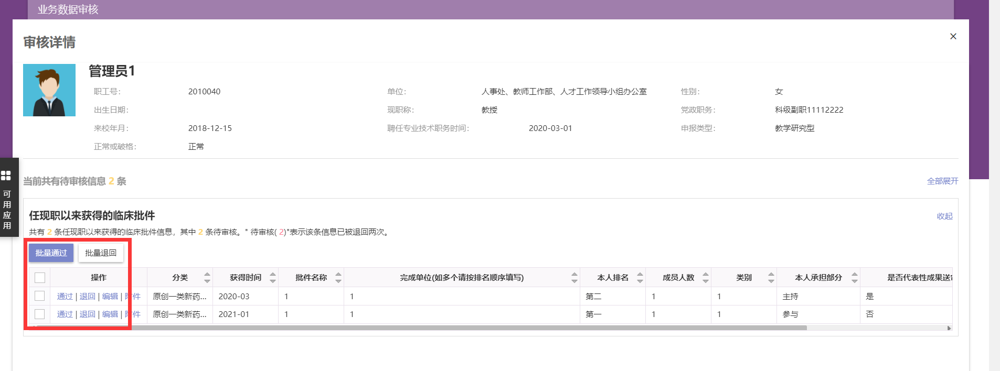 业务数据审核
审核详情
×
管理员1
职工号: 2010040 单位: 人事处、教师工作部、人才工作领导小组办公室 性别: 女
出生日期: 现职称: 教授 党政职务: 科级副职11112222
来校年月: 2018-12-15 聘任专业技术职务时间: 2020-03-01 申报类型: 教学研究型
正常或破格: 正常
可用应用
当前共有待审核信息 2 条 全部展开
任现职以来获得的临床批件 收起
共有 2 条任现职以来获得的临床批件信息，其中 2 条待审核。" 待审核( 2)"表示该条信息已被退回两次。
批量通过 批量退回
操作 分类 获得时间 批件名称 完成单位(如多个请按排名顺序填写) 本人排名 成员人数 类别 本人承担部分 是否代表性成果送
通过 | 退回 | 编辑 | 附件 原创一类新药... 2020-03 1 1 第二 1 1 主持 是
通过 | 退回 | 编辑 | 附件 原创一类新药... 2021-01 1 1 第一 1 1 参与 否